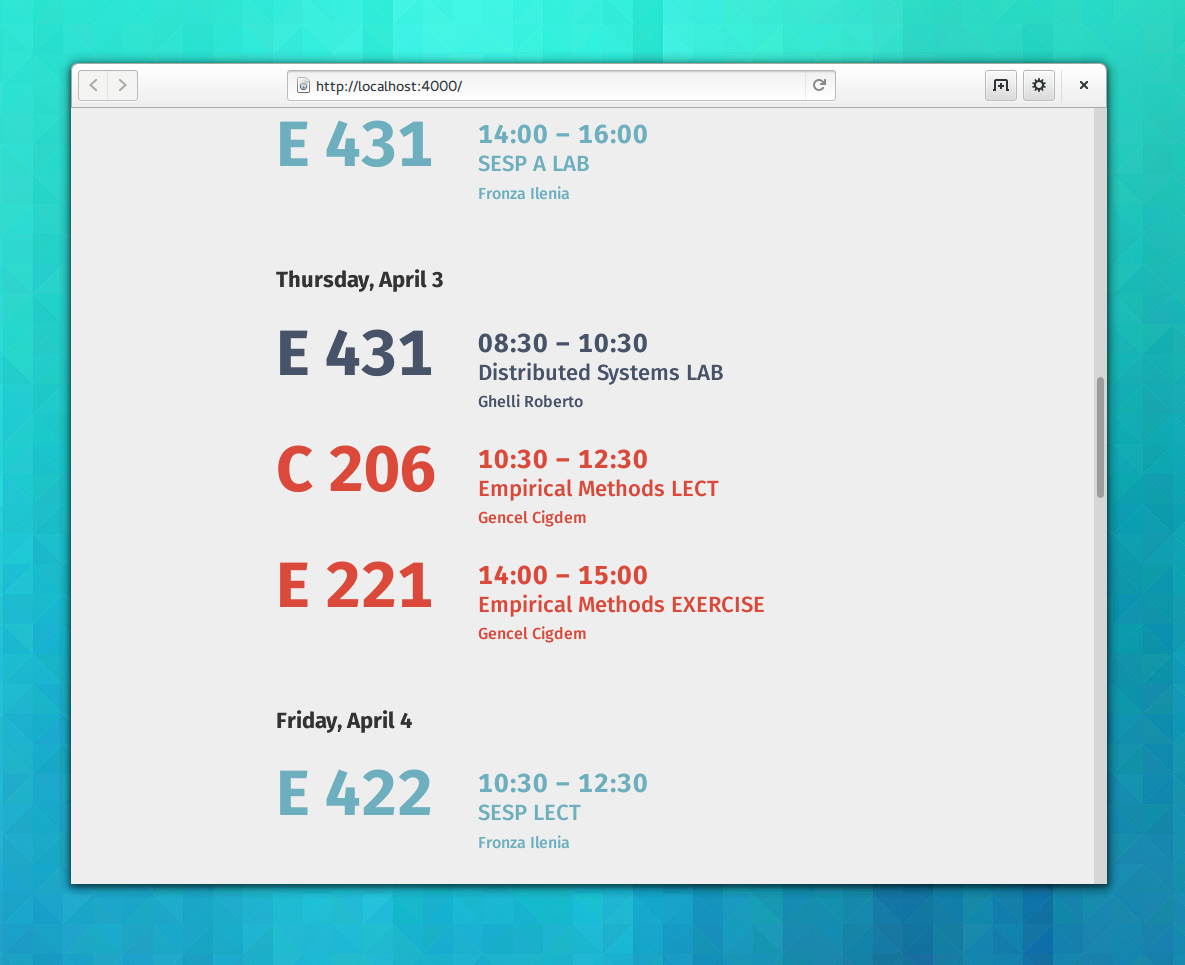 http://localhost:4000/
E 431
14:00 – 16:00
SESP A LAB
Fronza Ilenia
Thursday, April 3
E 431
08:30 – 10:30
Distributed Systems LAB
Ghelli Roberto
C 206
10:30 – 12:30
Empirical Methods LECT
Gencel Cigdem
E 221
14:00 – 15:00
Empirical Methods EXERCISE
Gencel Cigdem
Friday, April 4
E 422
10:30 – 12:30
SESP LECT
Fronza Ilenia